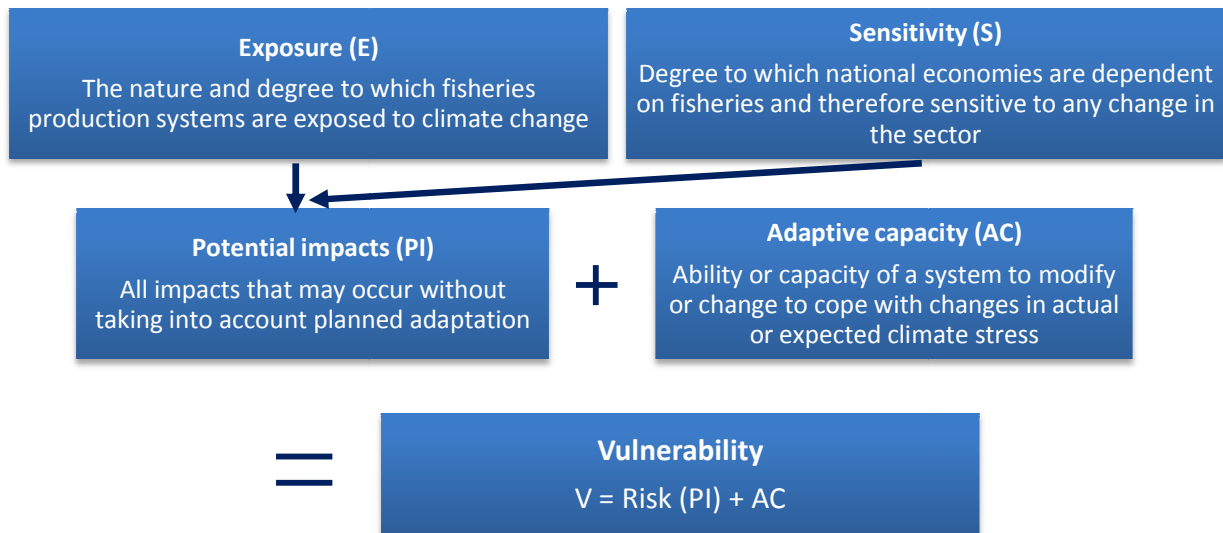 Exposure (E)
The nature and degree to which fisheries
production systems are exposed to climate change
Sensitivity (S)
Degree to which national economies are dependent
on fisheries and therefore sensitive to any change in
the sector
Potential impacts (PI)
All impacts that may occur without
taking into account planned adaptation
+
Adaptive capacity (AC)
Ability or capacity of a system to modify
or change to cope with changes in actual
or expected climate stress
=
Vulnerability
V = Risk (PI) + AC